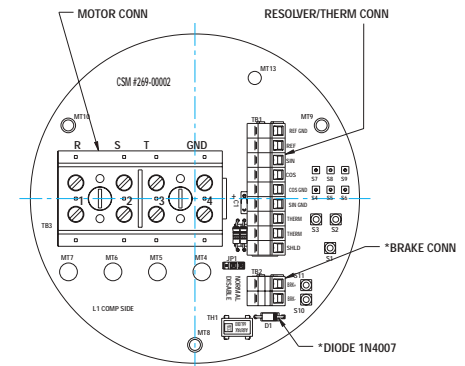 MOTOR CONN
RESOLVER/THERM CONN
CSM #269-00002
MT13
MT10
MT9
TB1
R S T GND
REF GND
REF
SIN
COS
COS GND
SIN GND
THERM
THERM
SHLD
S7 S8 S9
S4 S5 S6
S3 S2
S1
1 2 3 4
+
C1
TB3
MT7 MT6 MT5 MT4
*BRAKE CONN
JP1
NORMAL
DISABLE
TB2
S11
BRK+
BRK-
S10
L1 COMP SIDE
TH1
D1
MT8
*DIODE 1N4007